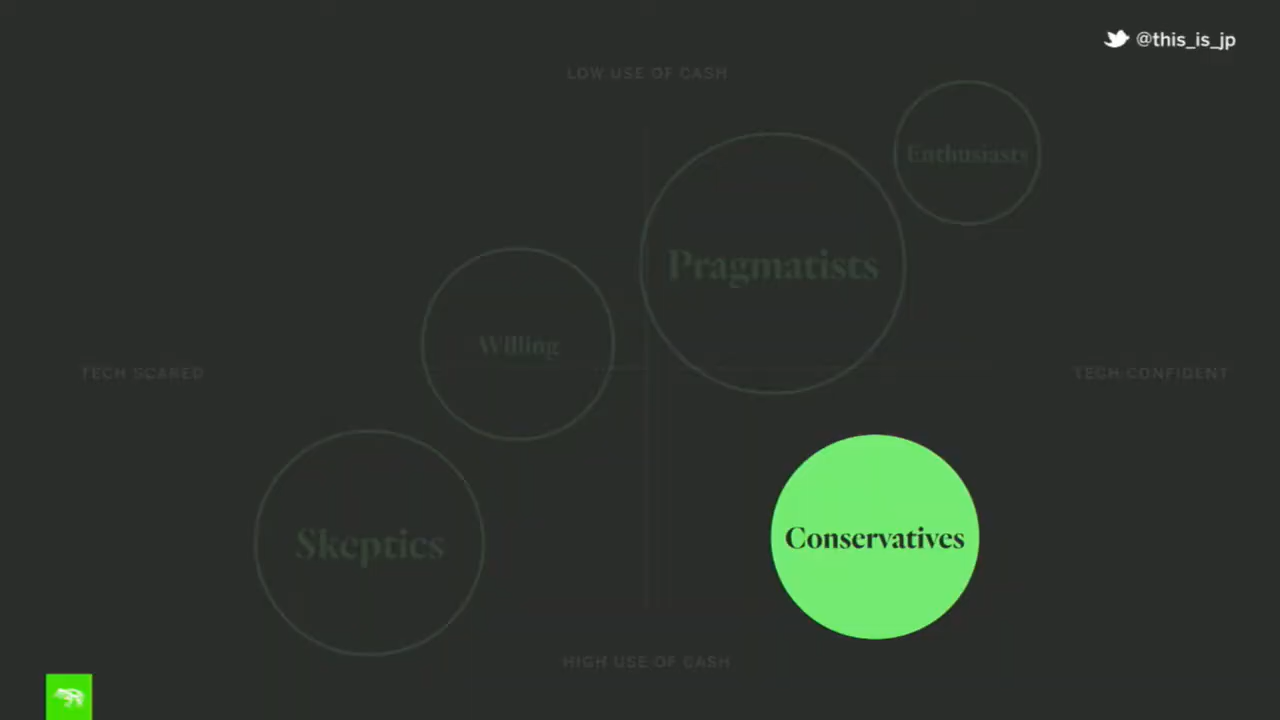 @this_is_jp
LOW USE OF CASH
Enthusiasts
Pragmatists
Willing
TECH SCARED
TECH CONFIDENT
Skeptics
Conservatives
HIGH USE OF CASH